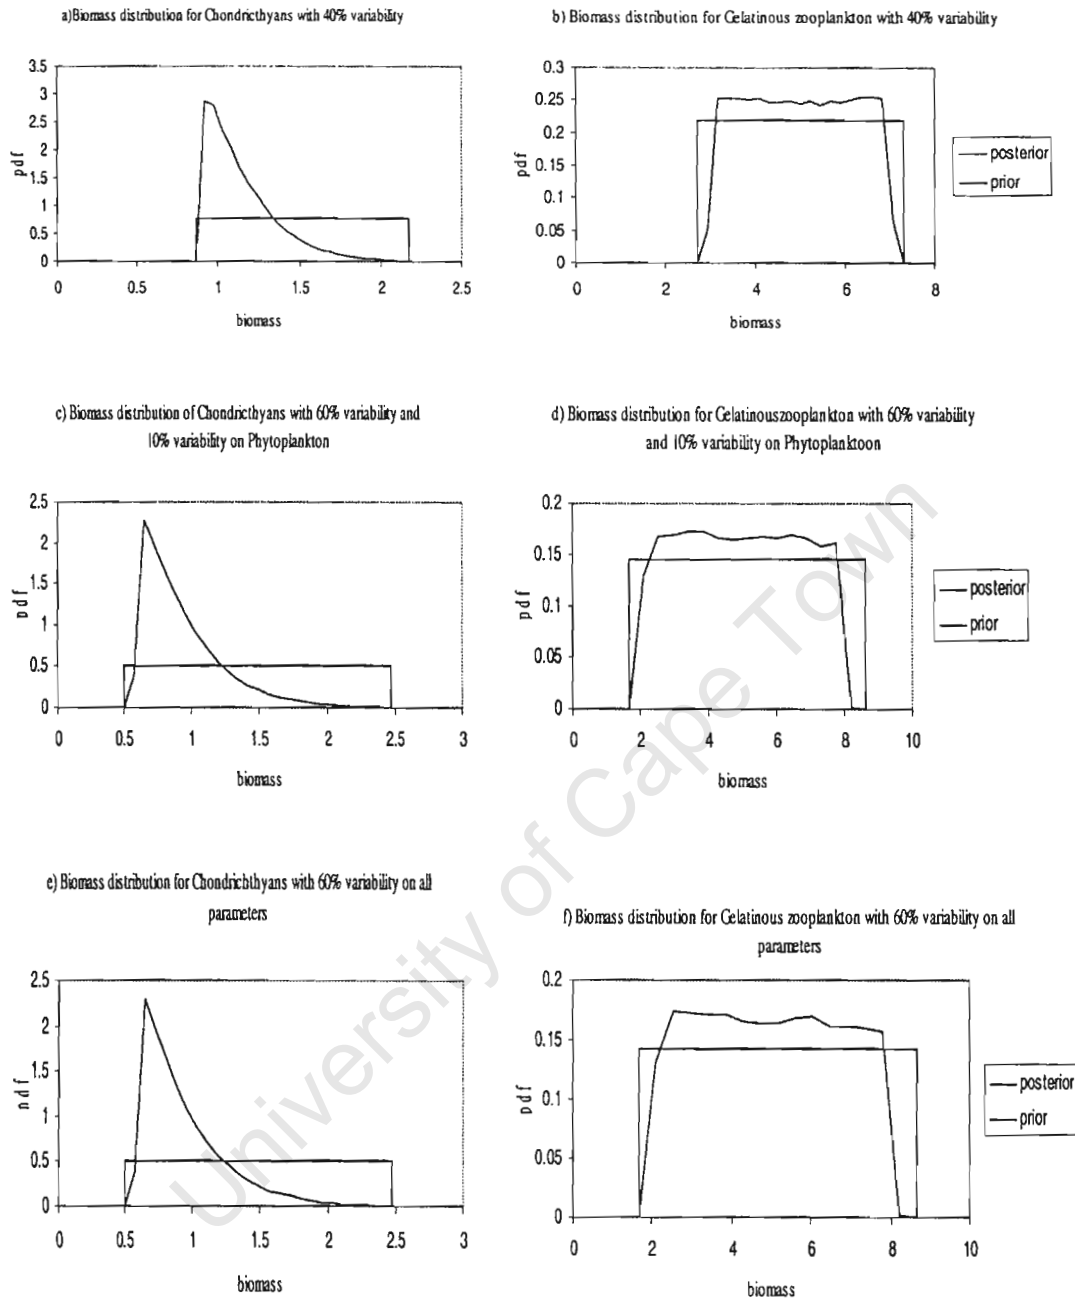 a)Biomass distribution for Chondricthyans with 40% variability
3.5
3
2.5
2
1.5
1
0.5
0
pdf
0 0.5 1 1.5 2 2.5
biomass
b) Biomass distribution for Gelatinous zooplankton with 40% variability
0.3
0.25
0.2
0.15
0.1
0.05
0
pdf
0 2 4 6 8
biomass
posterior
prior
c) Biomass distribution of Chondricthyans with 60% variability and
10% variability on Phytoplankton
2.5
2
1.5
1
0.5
0
pdf
0 0.5 1 1.5 2 2.5 3
biomass
d) Biomass distribution for Gelatinouszooplankton with 60% variability
and 10% variability on Phytoplanktoon
0.2
0.15
0.1
0.05
0
pdf
0 2 4 6 8 10
biomass
posterior
prior
e) Biomass distribution for Chondrichthyans with 60% variability on all
parameters
2.5
2
1.5
1
0.5
0
pdf
0 0.5 1 1.5 2 2.5 3
biomass
f) Biomass distribution for Gelatinous zooplankton with 60% variability on all
parameters
0.2
0.15
0.1
0.05
0
pdf
0 2 4 6 8 10
biomass
posterior
prior
University of Cape Town